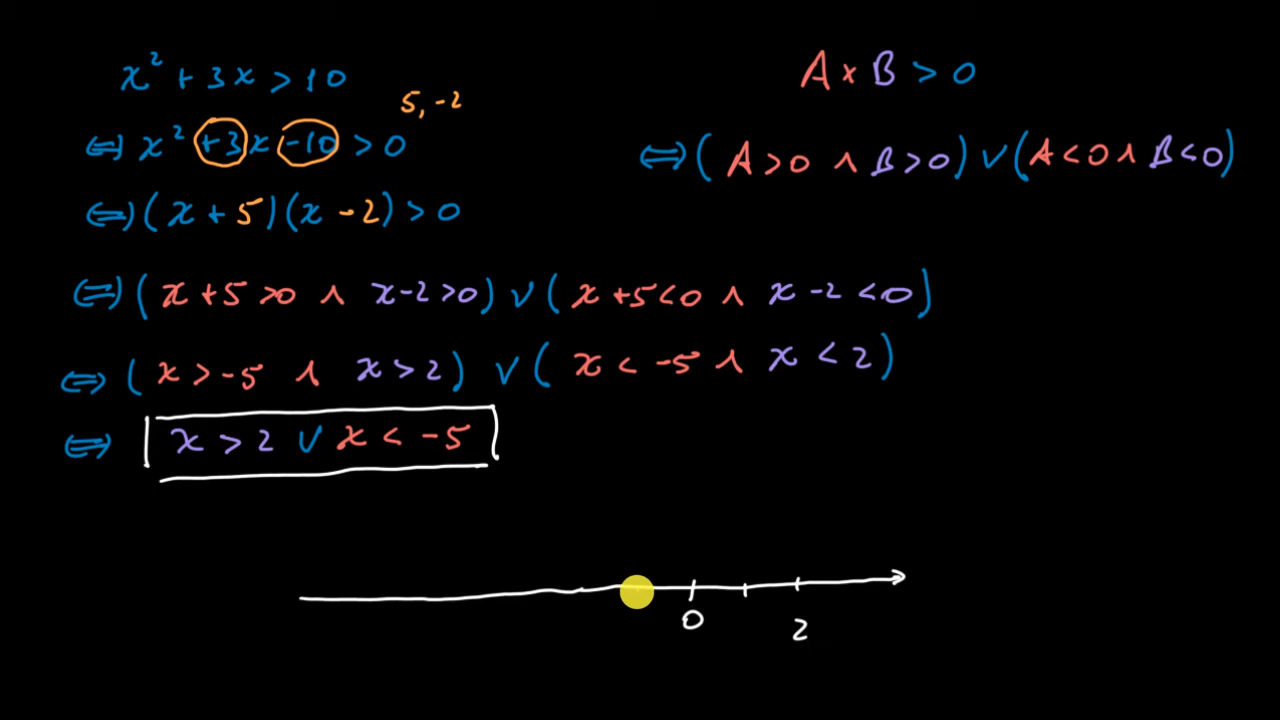 x² + 3x > 10
⇔ x² +3x -10 > 0
5, -2
⇔ (x + 5)(x - 2) > 0
⇔ (x +5 >0 ∧ x-2>0) ∨ (x +5<0 ∧ x -2 <0)
⇔ (x > -5 ∧ x > 2) ∨ (x < -5 ∧ x < 2)
⇔ x > 2 ∨ x < -5
A × B > 0
⇔ (A > 0 ∧ B > 0) ∨ (A < 0 ∧ B < 0)
0 2